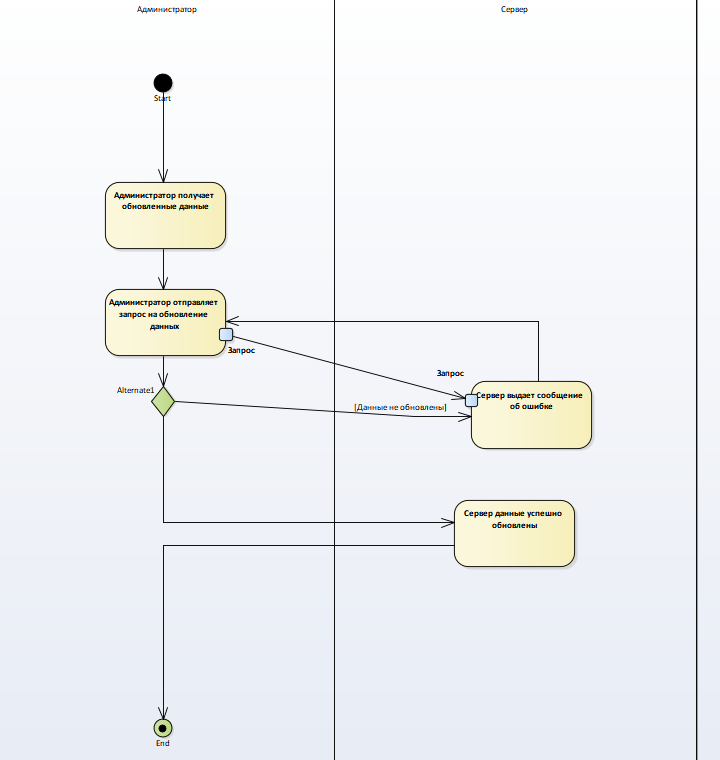 Администратор
Сервер
Start
Администратор получает
обновленные данные
Администратор отправляет
запрос на обновление
данных
Запрос
Запрос
Alternate1
[Данные не обновлены]
Сервер выдает сообщение
об ошибке
Сервер данные успешно
обновлены
End